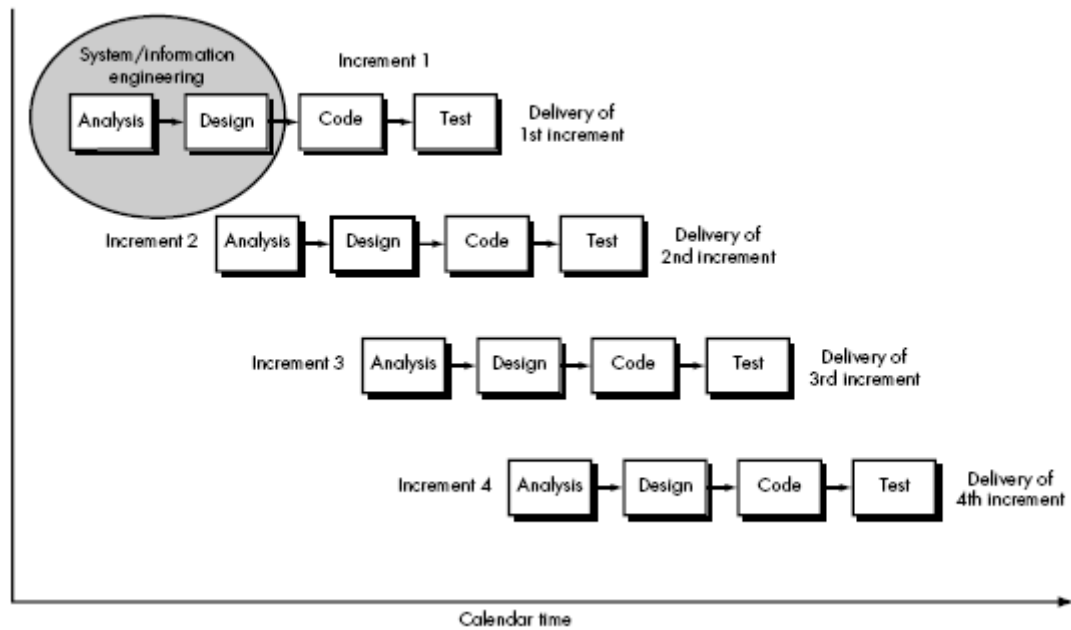 System/information
engineering
Increment 1
Analysis
Design
Code
Test
Delivery of
1st increment
Increment 2
Analysis
Design
Code
Test
Delivery of
2nd increment
Increment 3
Analysis
Design
Code
Test
Delivery of
3rd increment
Increment 4
Analysis
Design
Code
Test
Delivery of
4th increment
Calendar time